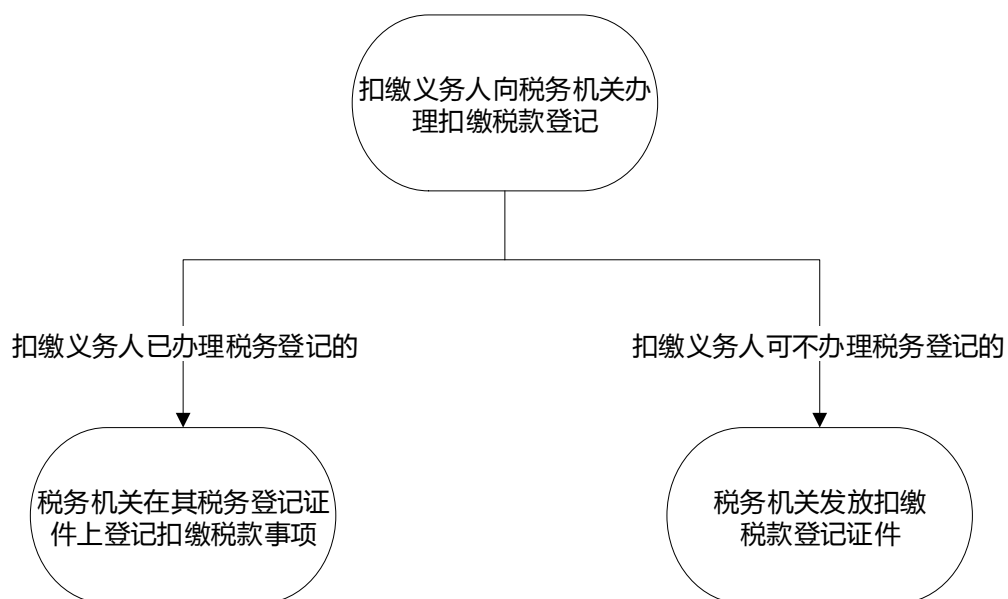 扣缴义务人向税务机关办
理扣缴税款登记
扣缴义务人已办理税务登记的
扣缴义务人可不办理税务登记的
税务机关在其税务登记证
件上登记扣缴税款事项
税务机关发放扣缴
税款登记证件